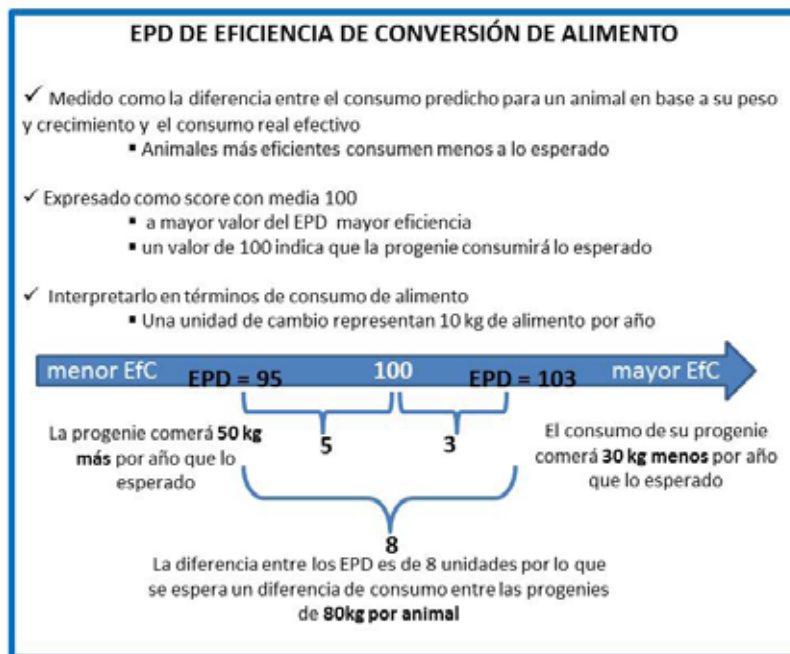 EPD DE EFICIENCIA DE CONVERSIÓN DE ALIMENTO
✓ Medido como la diferencia entre el consumo predicho para un animal en base a su peso
y crecimiento y el consumo real efectivo
▪ Animales más eficientes consumen menos a lo esperado
✓ Expresado como score con media 100
▪ a mayor valor del EPD mayor eficiencia
▪ un valor de 100 indica que la progenie consumirá lo esperado
✓ Interpretarlo en términos de consumo de alimento
▪ Una unidad de cambio representan 10 kg de alimento por año
menor EfC EPD = 95 100 EPD = 103 mayor EfC
5 3
La progenie comerá 50 kg
más por año que lo
esperado
El consumo de su progenie
comerá 30 kg menos por año
que lo esperado
8
La diferencia entre los EPD es de 8 unidades por lo que
se espera un diferencia de consumo entre las progenies
de 80kg por animal